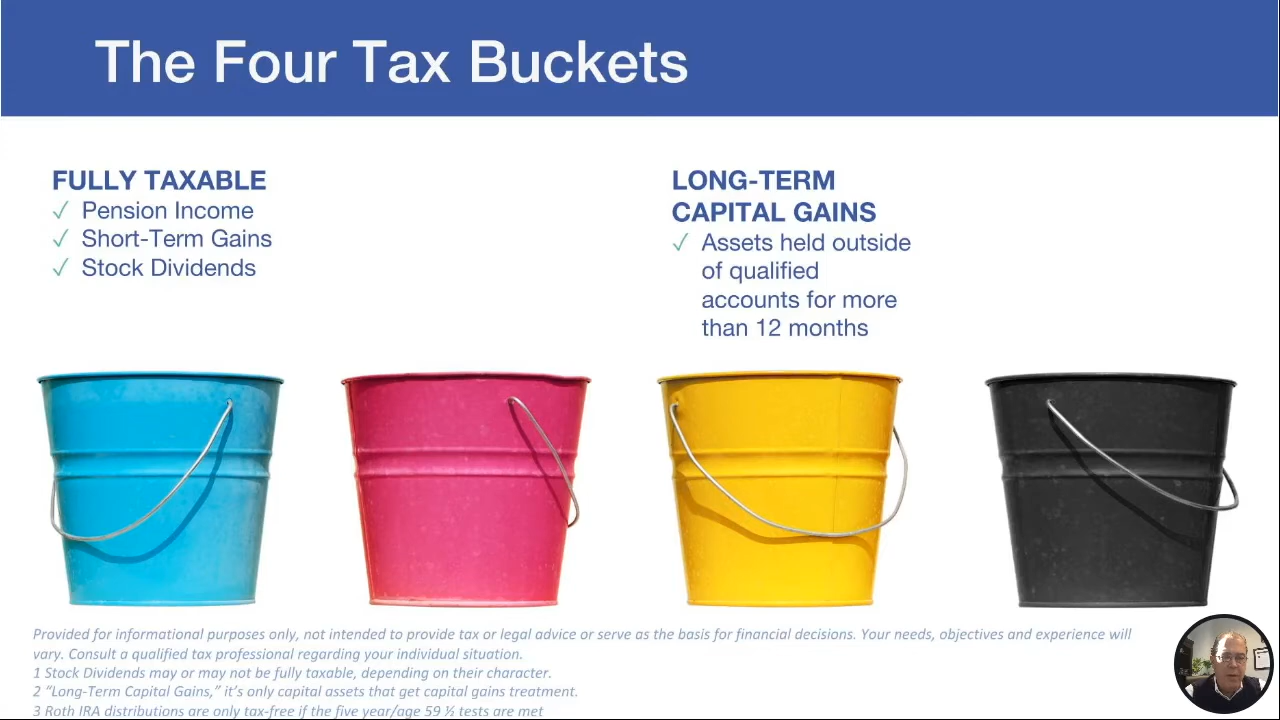 The Four Tax Buckets
FULLY TAXABLE
✓ Pension Income
✓ Short-Term Gains
✓ Stock Dividends
LONG-TERM
CAPITAL GAINS
✓ Assets held outside
of qualified
accounts for more
than 12 months
Provided for informational purposes only, not intended to provide tax or legal advice or serve as the basis for financial decisions. Your needs, objectives and experience will
vary. Consult a qualified tax professional regarding your individual situation.
1 Stock Dividends may or may not be fully taxable, depending on their character.
2 “Long-Term Capital Gains,” it’s only capital assets that get capital gains treatment.
3 Roth IRA distributions are only tax-free if the five year/age 59 ½ tests are met